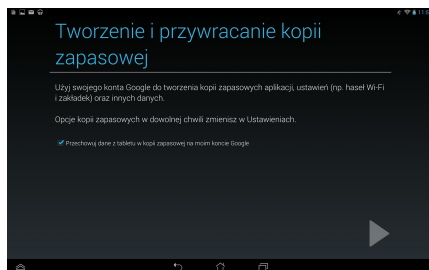 Tworzenie i przywracanie kopii
zapasowej
Użyj swojego konta Google do tworzenia kopii zapasowych aplikacji, ustawień (np. haseł Wi-Fi
i zakładek) oraz innych danych.
Opcje kopii zapasowych w dowolnej chwili zmienisz w Ustawieniach.
Przechowuj dane z tabletu w kopii zapasowej na moim koncie Google